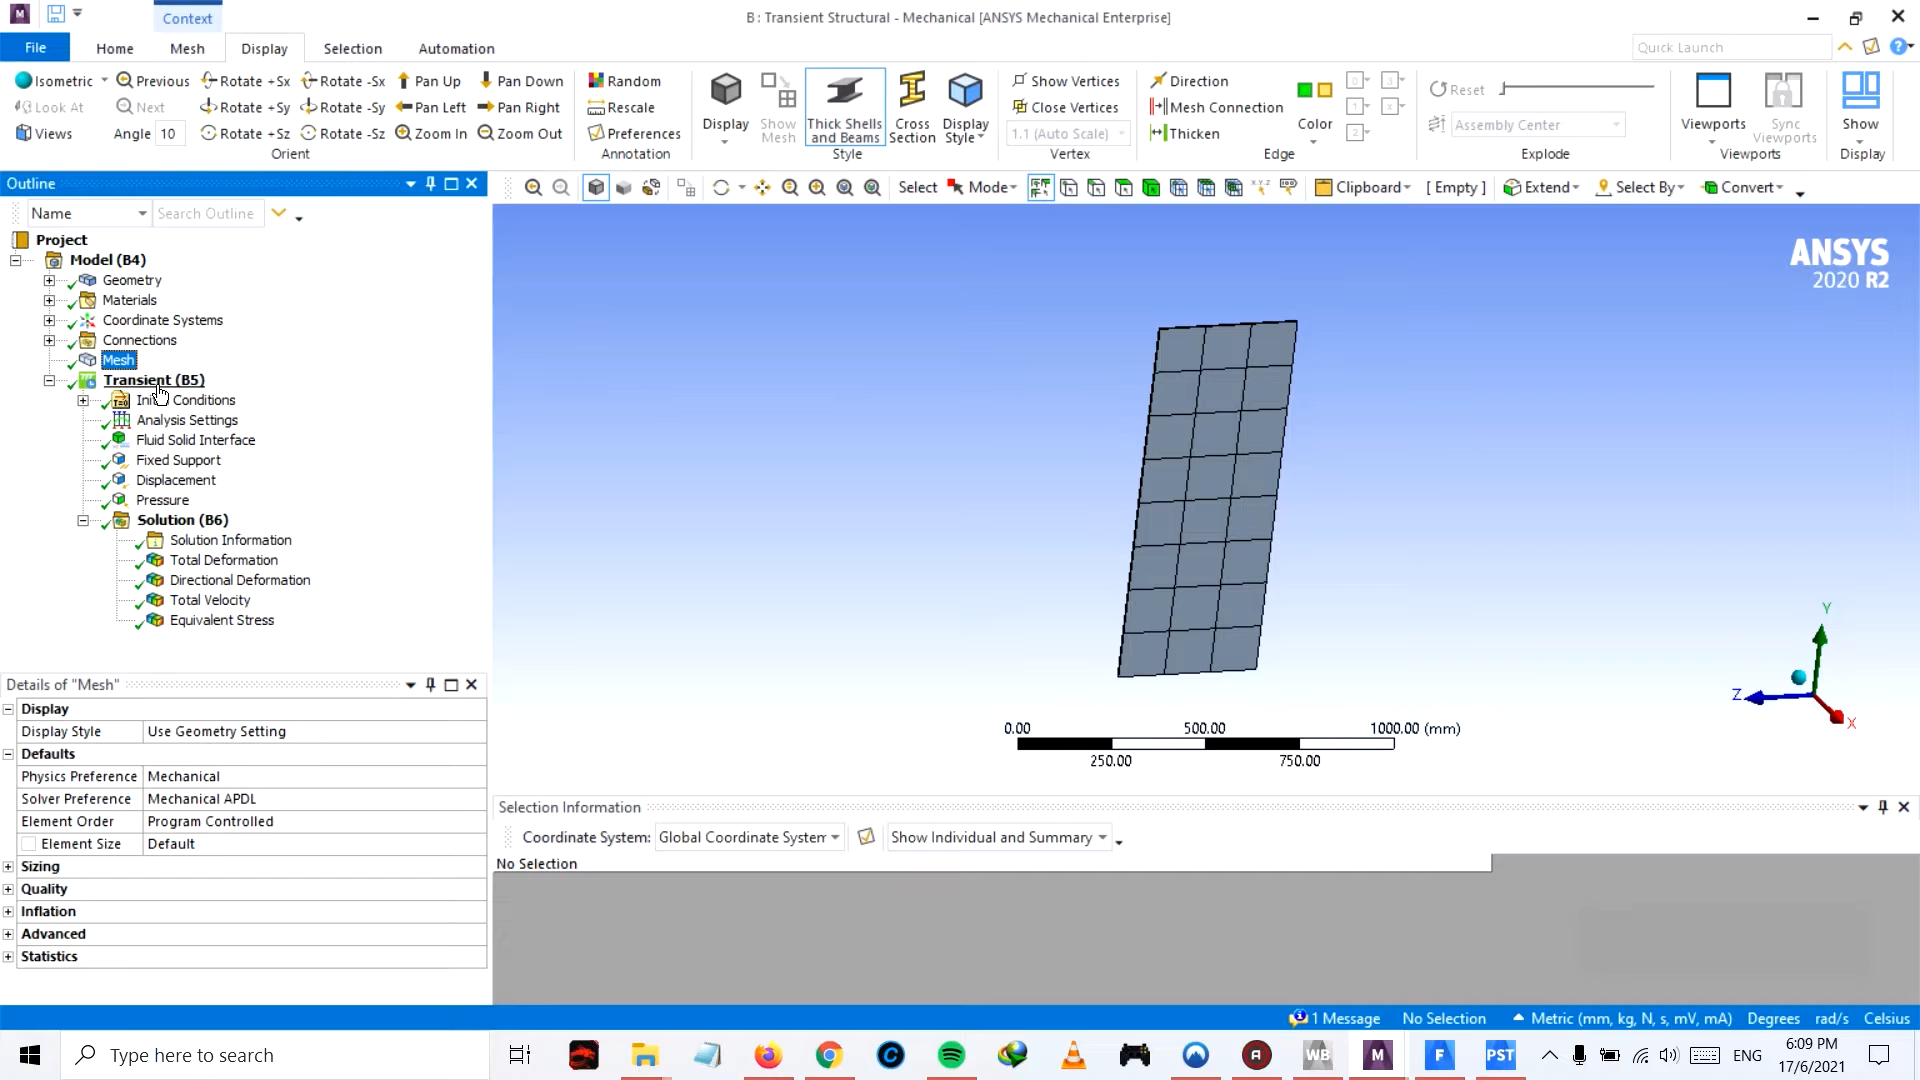 Context
B : Transient Structural - Mechanical [ANSYS Mechanical Enterprise]
File Home Mesh Display Selection Automation
Quick Launch
Isometric Previous Rotate +Sx Rotate -Sx Pan Up Pan Down
Look At Next Rotate +Sy Rotate -Sy Pan Left Pan Right
Views Angle 10 Rotate +Sz Rotate -Sz Zoom In Zoom Out
Orient
Random
Rescale
Preferences
Annotation
Display
Show Mesh
Thick Shells and Beams
Cross Section
Display Style
Style
Show Vertices
Close Vertices
1.1 (Auto Scale)
Vertex
Direction
Mesh Connection
Thicken
Color
0 3
1 x
2
Edge
Reset
Assembly Center
Explode
Viewports
Sync Viewports
Viewports
Show
Display
Outline
Select Mode Clipboard [ Empty ] Extend Select By Convert
Name Search Outline
Project
Model (B4)
Geometry
Materials
Coordinate Systems
Connections
Mesh
Transient (B5)
Conditions
Analysis Settings
Fluid Solid Interface
Fixed Support
Displacement
Pressure
Solution (B6)
Solution Information
Total Deformation
Directional Deformation
Total Velocity
Equivalent Stress
ANSYS
2020 R2
Y
Z
X
0.00 500.00 1000.00 (mm)
250.00 750.00
Details of "Mesh"
Display
Display Style Use Geometry Setting
Defaults
Physics Preference Mechanical
Solver Preference Mechanical APDL
Element Order Program Controlled
Element Size Default
Sizing
Quality
Inflation
Advanced
Statistics
Selection Information
Coordinate System: Global Coordinate System Show Individual and Summary
No Selection
1 Message No Selection Metric (mm, kg, N, s, mV, mA) Degrees rad/s Celsius
Type here to search
WB M F PST
ENG
6:09 PM
17/6/2021